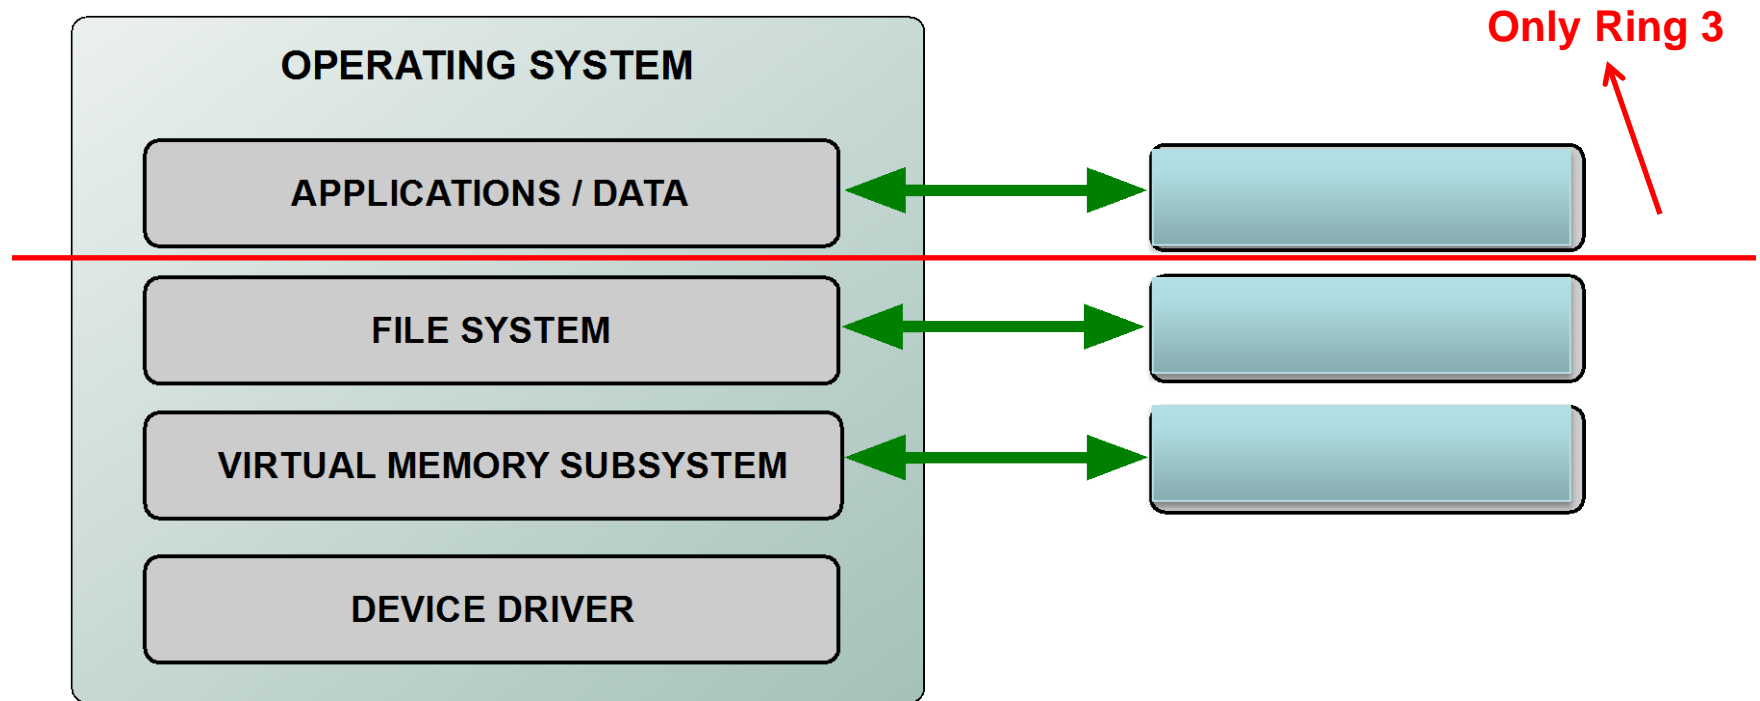 Only Ring 3
OPERATING SYSTEM
APPLICATIONS / DATA
FILE SYSTEM
VIRTUAL MEMORY SUBSYSTEM
DEVICE DRIVER